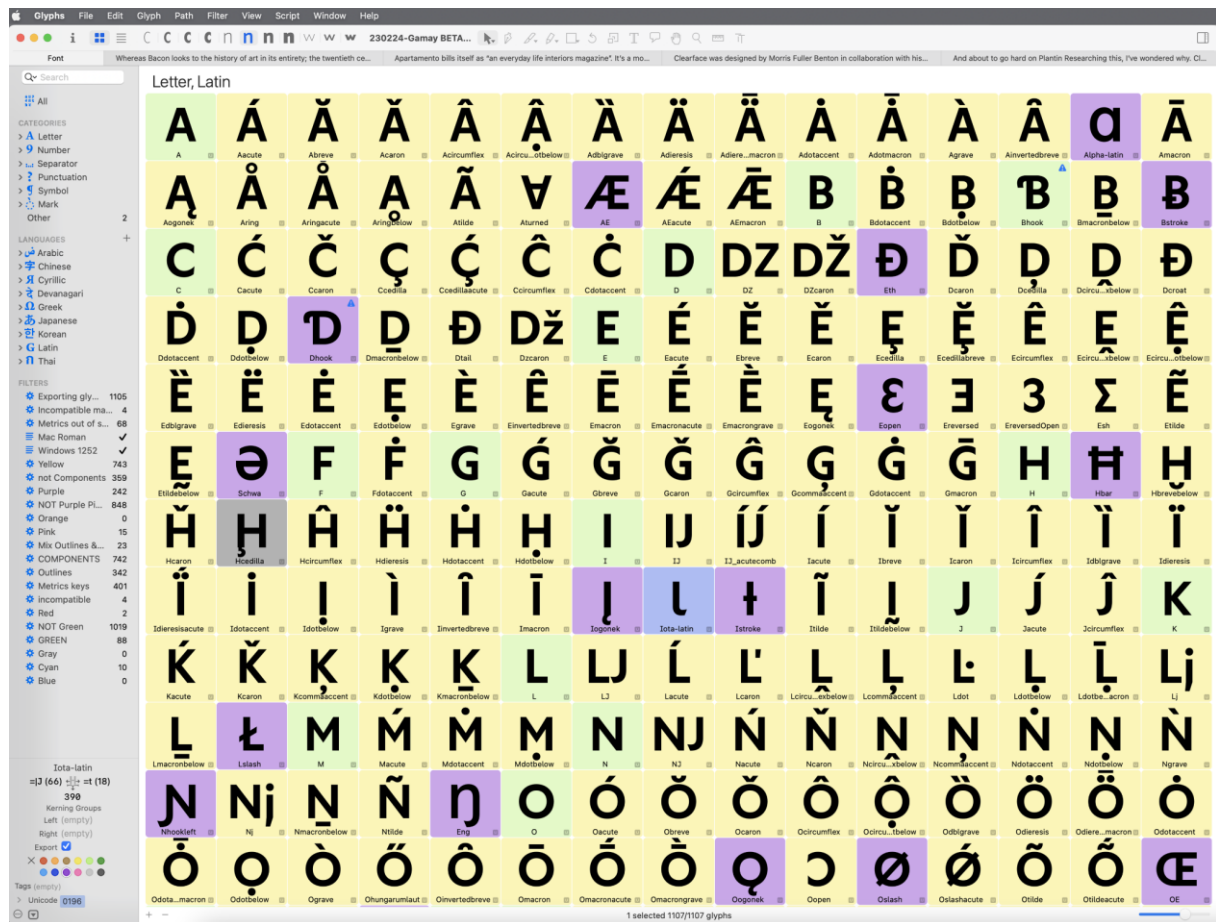 Glyphs File Edit Glyph Path Filter View Script Window Help
230224-Gamay BETA...
Font
Whereas Bacon looks to the history of art in its entirety; the twentieth ce...
Apartamento bills itself as "an everyday life interiors magazine". It's a mo...
Clearface was designed by Morris Fuller Benton in collaboration with his...
And about to go hard on Plantin Researching this, I've wondered why. Cl...
Search
All
CATEGORIES
Letter
Number
Separator
Punctuation
Symbol
Mark
Other 2
LANGUAGES
Arabic
Chinese
Cyrillic
Devanagari
Greek
Japanese
Korean
Latin
Thai
FILTERS
Exporting gly... 1105
Incompatible ma... 4
Metrics out of s... 68
Mac Roman
Windows 1252
Yellow 743
not Components 359
Purple 242
NOT Purple Pi... 848
Orange 0
Pink 15
Mix Outlines &... 23
COMPONENTS 742
Outlines 342
Metrics keys 401
incompatible 4
Red 2
NOT Green 1019
GREEN 88
Gray 0
Cyan 10
Blue 0
Iota-latin
=|J (66) =t (18)
390
Kerning Groups
Left (empty)
Right (empty)
Export
Tags (empty)
Unicode 0196
Letter, Latin
A Á Ă Ǎ Â Ậ Ȁ Ä Ǟ Ȧ Ǡ À Ȃ Ɑ Ā
A Aacute Abreve Acaron Acircumflex Acircu...otbelow Adblgrave Adieresis Adiere...macron Adotaccent Adotmacron Agrave Ainvertedbreve Alpha-latin Amacron
Ą Å Ǻ Ḁ Ã Ɐ Æ Ǽ Ǣ B Ḃ Ḅ Ɓ Ḇ Ƀ
Aogonek Aring Aringacute Aringbelow Atilde Aturned AE AEacute AEmacron B Bdotaccent Bdotbelow Bhook Bmacronbelow Bstroke
C Ć Č Ç Ḉ Ĉ Ċ D DZ DŽ Ð Ď Ḑ Ḓ Đ
C Cacute Ccaron Ccedilla Ccedillaacute Ccircumflex Cdotaccent D DZ DZcaron Eth Dcaron Dcedilla Dcircu...xbelow Dcroat
Ḋ Ḍ Ɗ Ḏ Ɖ Dž E É Ĕ Ě Ȩ Ḝ Ê Ḙ Ệ
Ddotaccent Ddotbelow Dhook Dmacronbelow Dtail Dzcaron E Eacute Ebreve Ecaron Ecedilla Ecedillabreve Ecircumflex Ecircu...xbelow Ecircu...otbelow
Ȅ Ë Ė Ẹ È Ȇ Ē Ḗ Ḕ Ę Ɛ Ǝ Ɜ Ʃ Ẽ
Edblgrave Edieresis Edotaccent Edotbelow Egrave Einvertedbreve Emacron Emacronacute Emacrongrave Eogonek Eopen Ereversed EreversedOpen Esh Etilde
Ḛ Ə F Ḟ G Ǵ Ğ Ǧ Ĝ Ģ Ġ Ḡ H Ħ Ḫ
Etildebelow Schwa F Fdotaccent G Gacute Gbreve Gcaron Gcircumflex Gcommaaccent Gdotaccent Gmacron H Hbar Hbrevebelow
Ȟ Ḩ Ĥ Ḧ Ḣ Ḥ I IJ ÍJ́ Í Ĭ Ǐ Î Ȉ Ï
Hcaron Hcedilla Hcircumflex Hdieresis Hdotaccent Hdotbelow I IJ IJ_acutecomb Iacute Ibreve Icaron Icircumflex Idblgrave Idieresis
Ḯ İ Ị Ì Ȋ Ī Į Ɩ Ɨ Ĩ Ḭ J J́ Ĵ K
Idieresisacute Idotaccent Idotbelow Igrave Iinvertedbreve Imacron Iogonek Iota-latin Istroke Itilde Itildebelow J Jacute Jcircumflex K
Ḱ Ǩ Ķ Ḳ Ḵ L LJ Ĺ Ľ Ḽ Ļ Ŀ Ḷ Ḹ Lj
Kacute Kcaron Kcommaaccent Kdotbelow Kmacronbelow L LJ Lacute Lcaron Lcircu...exbelow Lcommaaccent Ldot Ldotbelow Ldotbe...acron Lj
Ḻ Ł M Ḿ Ṁ Ṃ N NJ Ń Ň Ṋ Ņ Ṅ Ṇ Ǹ
Lmacronbelow Lslash M Macute Mdotaccent Mdotbelow N NJ Nacute Ncaron Ncircu...xbelow Ncommaaccent Ndotaccent Ndotbelow Ngrave
Ɲ Nj Ṉ Ñ Ŋ O Ó Ŏ Ǒ Ô Ộ Ȍ Ö Ȫ Ȯ
Nhookleft Nj Nmacronbelow Ntilde Eng O Oacute Obreve Ocaron Ocircumflex Ocircu...tbelow Odblgrave Odieresis Odiere...macron Odotaccent
Ȱ Ọ Ò Ő Ȏ Ō Ṓ Ṑ Ǫ Ɔ Ø Ǿ Õ Ṍ Œ
Odota...macron Odotbelow Ograve Ohungarumlaut Oinvertedbreve Omacron Omacronacute Omacrongrave Oogonek Oopen Oslash Oslashacute Otilde Otildeacute OE
1 selected 1107/1107 glyphs